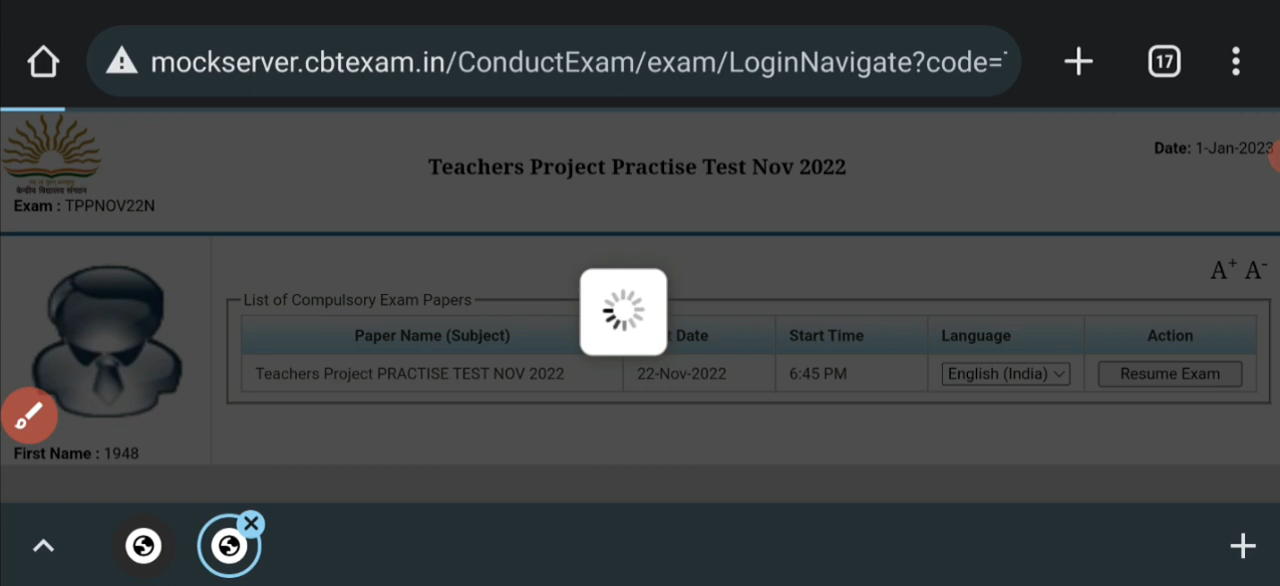 mockserver.cbtexam.in/ConductExam/exam/LoginNavigate?code=
17
Teachers Project Practise Test Nov 2022
Date: 1-Jan-2023
केन्द्रीय विद्यालय संगठन
Exam : TPPNOV22N
A+ A-
List of Compulsory Exam Papers
Paper Name (Subject) Date Start Time Language Action
Teachers Project PRACTISE TEST NOV 2022 22-Nov-2022 6:45 PM English (India) Resume Exam
First Name : 1948